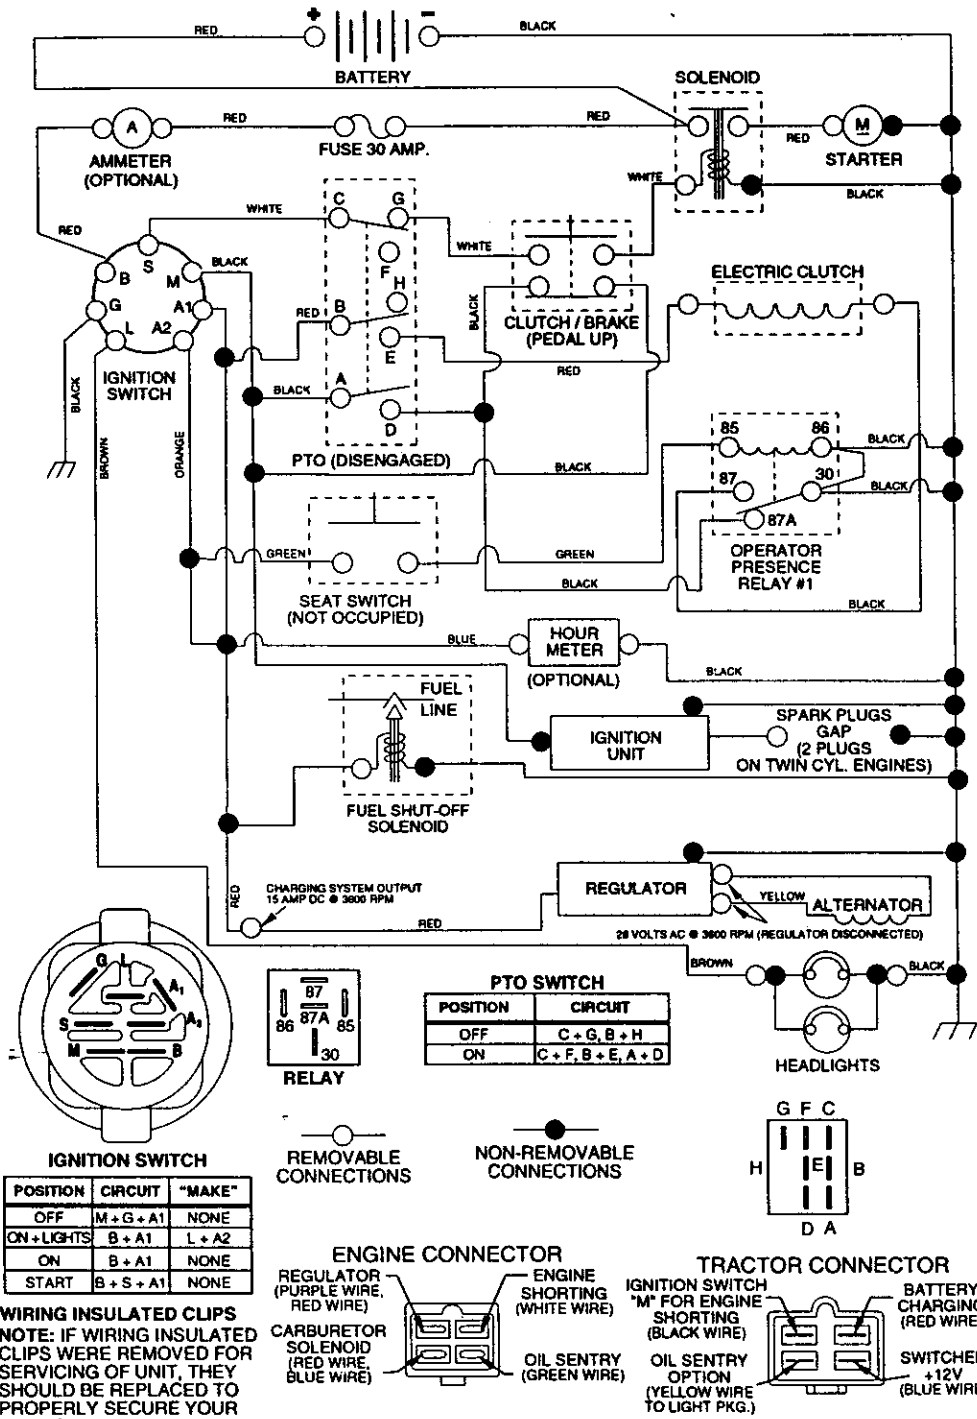 +
-
RED
BLACK
BATTERY
SOLENOID
A
RED
RED
RED
M
AMMETER
(OPTIONAL)
FUSE 30 AMP.
STARTER
WHITE
BLACK
C
G
WHITE
RED
WHITE
F
S
B
M
BLACK
H
ELECTRIC CLUTCH
G
A1
B
RED
BLACK
L
A2
CLUTCH / BRAKE
(PEDAL UP)
E
IGNITION
SWITCH
RED
A
BLACK
BLACK
D
85
86
BLACK
BROWN
ORANGE
PTO (DISENGAGED)
BLACK
87
30
BLACK
87A
GREEN
GREEN
OPERATOR
PRESENCE
RELAY #1
BLACK
SEAT SWITCH
(NOT OCCUPIED)
BLACK
BLUE
HOUR
METER
(OPTIONAL)
BLACK
FUEL
LINE
IGNITION
UNIT
SPARK PLUGS
GAP
(2 PLUGS
ON TWIN CYL. ENGINES)
FUEL SHUT-OFF
SOLENOID
RED
CHARGING SYSTEM OUTPUT
15 AMP DC @ 3600 RPM
RED
REGULATOR
YELLOW
ALTERNATOR
28 VOLTS AC @ 3600 RPM (REGULATOR DISCONNECTED)
BROWN
BLACK
HEADLIGHTS
G
L
A1
A2
S
M
B
IGNITION SWITCH
87
86
87A
85
30
RELAY
PTO SWITCH
POSITION CIRCUIT
OFF C + G, B + H
ON C + F, B + E, A + D
REMOVABLE
CONNECTIONS
NON-REMOVABLE
CONNECTIONS
G F C
H
E
B
D A
POSITION CIRCUIT "MAKE"
OFF M + G + A1 NONE
ON + LIGHTS B + A1 L + A2
ON B + A1 NONE
START B + S + A1 NONE
WIRING INSULATED CLIPS
NOTE: IF WIRING INSULATED
CLIPS WERE REMOVED FOR
SERVICING OF UNIT, THEY
SHOULD BE REPLACED TO
PROPERLY SECURE YOUR
ENGINE CONNECTOR
REGULATOR
(PURPLE WIRE,
RED WIRE)
ENGINE
SHORTING
(WHITE WIRE)
CARBURETOR
SOLENOID
(RED WIRE,
BLUE WIRE)
OIL SENTRY
(GREEN WIRE)
TRACTOR CONNECTOR
IGNITION SWITCH
"M" FOR ENGINE
SHORTING
(BLACK WIRE)
BATTERY
CHARGING
(RED WIRE
OIL SENTRY
OPTION
(YELLOW WIRE
TO LIGHT PKG.)
SWITCHED
+12V
(BLUE WIR